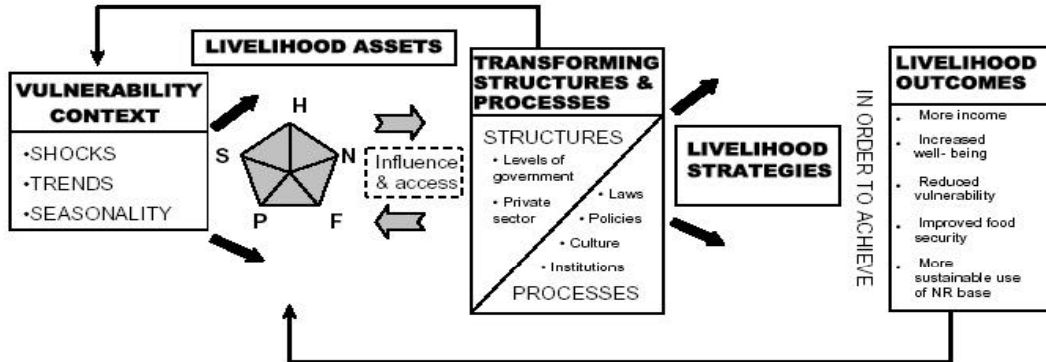 LIVELIHOOD ASSETS
VULNERABILITY
CONTEXT
•SHOCKS
•TRENDS
•SEASONALITY
H
S
N
P
F
Influence
& access
TRANSFORMING
STRUCTURES &
PROCESSES
STRUCTURES
• Levels of
government
• Private
sector
• Laws
• Policies
• Culture
• Institutions
PROCESSES
LIVELIHOOD
STRATEGIES
IN ORDER TO ACHIEVE
LIVELIHOOD
OUTCOMES
• More income
• Increased
well- being
• Reduced
vulnerability
• Improved food
security
• More
sustainable use
of NR base